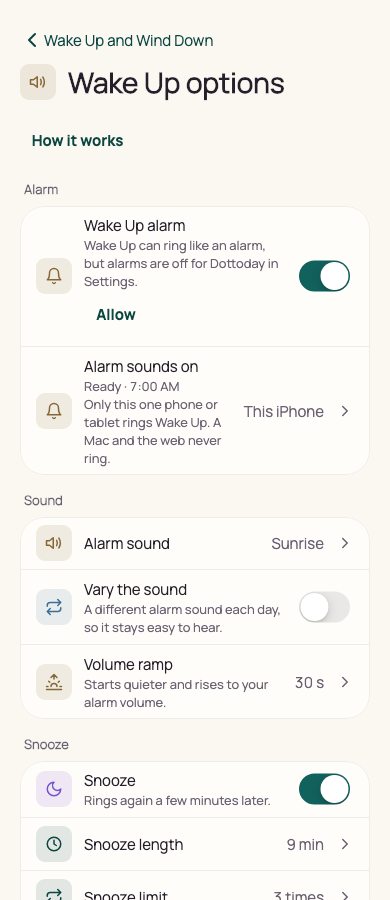 Wake Up and Wind Down
Wake Up options
How it works
Alarm
Wake Up alarm
Wake Up can ring like an alarm,
but alarms are off for Dottoday in
Settings.
Allow
Alarm sounds on
Ready · 7:00 AM
Only this one phone or
tablet rings Wake Up. A
Mac and the web never
ring.
This iPhone
Sound
Alarm sound
Sunrise
Vary the sound
A different alarm sound each day,
so it stays easy to hear.
Volume ramp
Starts quieter and rises to your
alarm volume.
30 s
Snooze
Snooze
Rings again a few minutes later.
Snooze length
9 min
Snooze limit
3 times